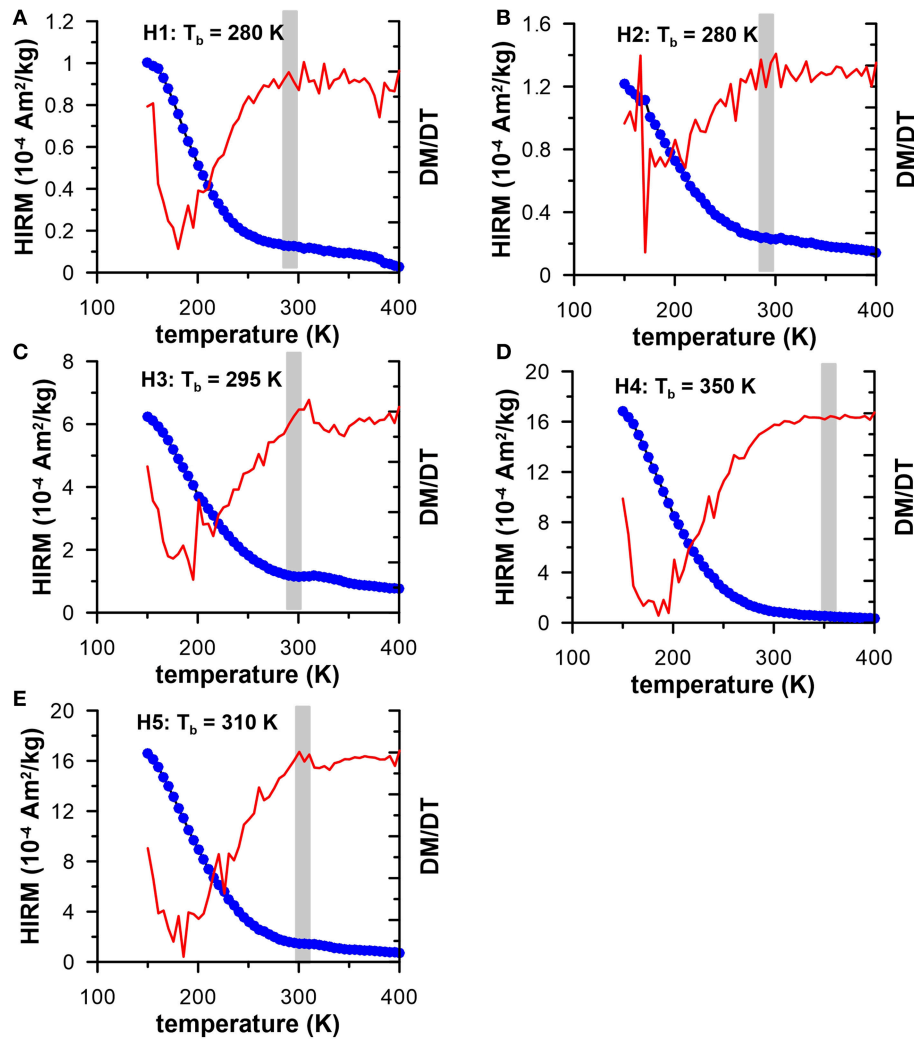 A
H1: Tb = 280 K
HIRM (10-4 Am2/kg)
1.2
1
0.8
0.6
0.4
0.2
0
DM/DT
100 200 300 400
temperature (K)
B
H2: Tb = 280 K
HIRM (10-4 Am2/kg)
1.6
1.2
0.8
0.4
0
DM/DT
100 200 300 400
temperature (K)
C
H3: Tb = 295 K
HIRM (10-4 Am2/kg)
8
6
4
2
0
DM/DT
100 200 300 400
temperature (K)
D
H4: Tb = 350 K
HIRM (10-4 Am2/kg)
20
16
12
8
4
0
DM/DT
100 200 300 400
temperature (K)
E
H5: Tb = 310 K
HIRM (10-4 Am2/kg)
20
16
12
8
4
0
DM/DT
100 200 300 400
temperature (K)